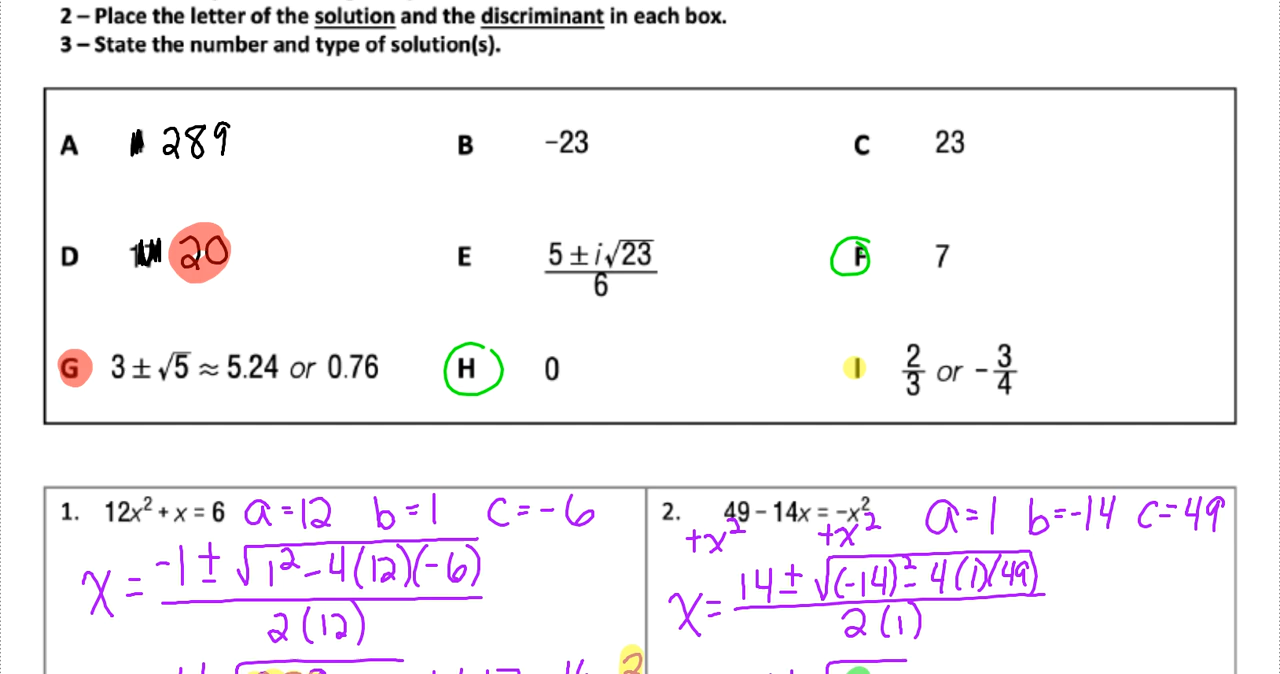 2 – Place the letter of the solution and the discriminant in each box.
3 – State the number and type of solution(s).
A 289 B -23 C 23
D 20 E (5 ± i√23)/6 F 7
G 3 ± √5 ≈ 5.24 or 0.76 H 0 I 2/3 or -3/4
1. 12x² + x = 6 a=12 b=1 c=-6
x = (-1 ± √(1²-4(12)(-6)))/(2(12))
2. 49 – 14x = -x² a=1 b=-14 c=49
+x² +x²
x= (14 ± √((-14)²-4(1)(49)))/(2(1))